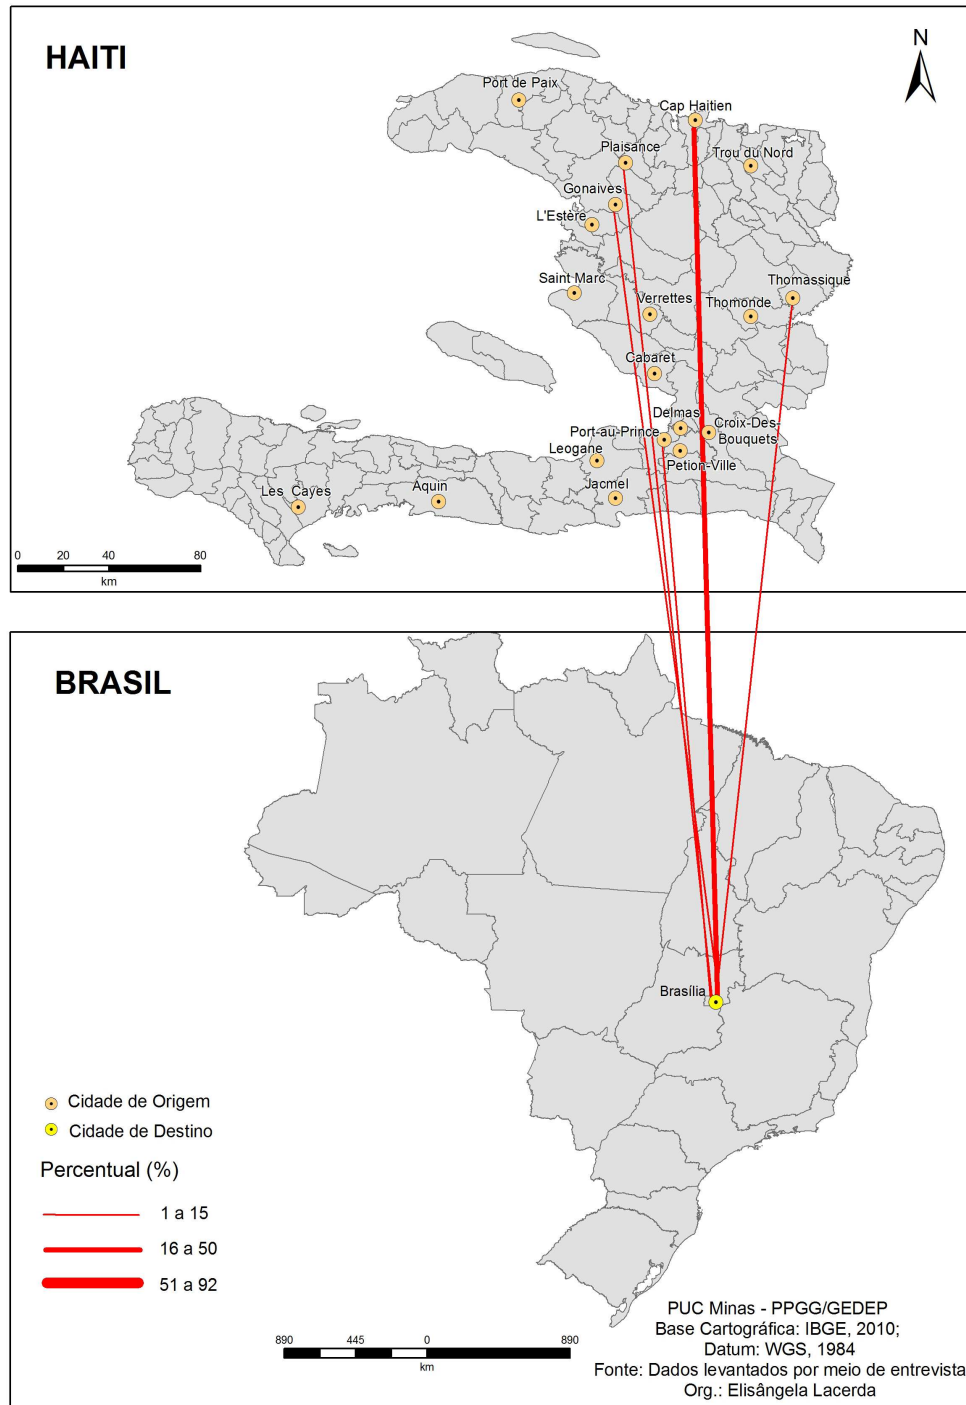 HAITI
N
Port de Paix
Cap Haitien
Plaisance
Trou du Nord
Gonaives
L'Estère
Saint Marc
Thomassique
Verrettes
Thomonde
Cabaret
Delmas
Port-au-Prince
Croix-Des-
Bouquets
Leogane
Petion-Ville
Les Cayes
Aquin
Jacmel
0 20 40 80
km
BRASIL
Brasília
Cidade de Origem
Cidade de Destino
Percentual (%)
1 a 15
16 a 50
51 a 92
890 445 0 890
km
PUC Minas - PPGG/GEDEP
Base Cartográfica: IBGE, 2010;
Datum: WGS, 1984
Fonte: Dados levantados por meio de entrevista
Org.: Elisângela Lacerda